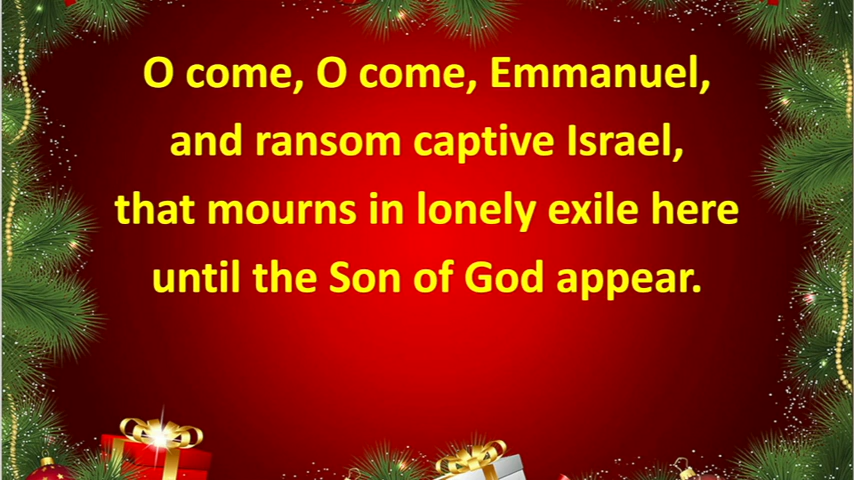 O come, O come, Emmanuel,
and ransom captive Israel,
that mourns in lonely exile here
until the Son of God appear.